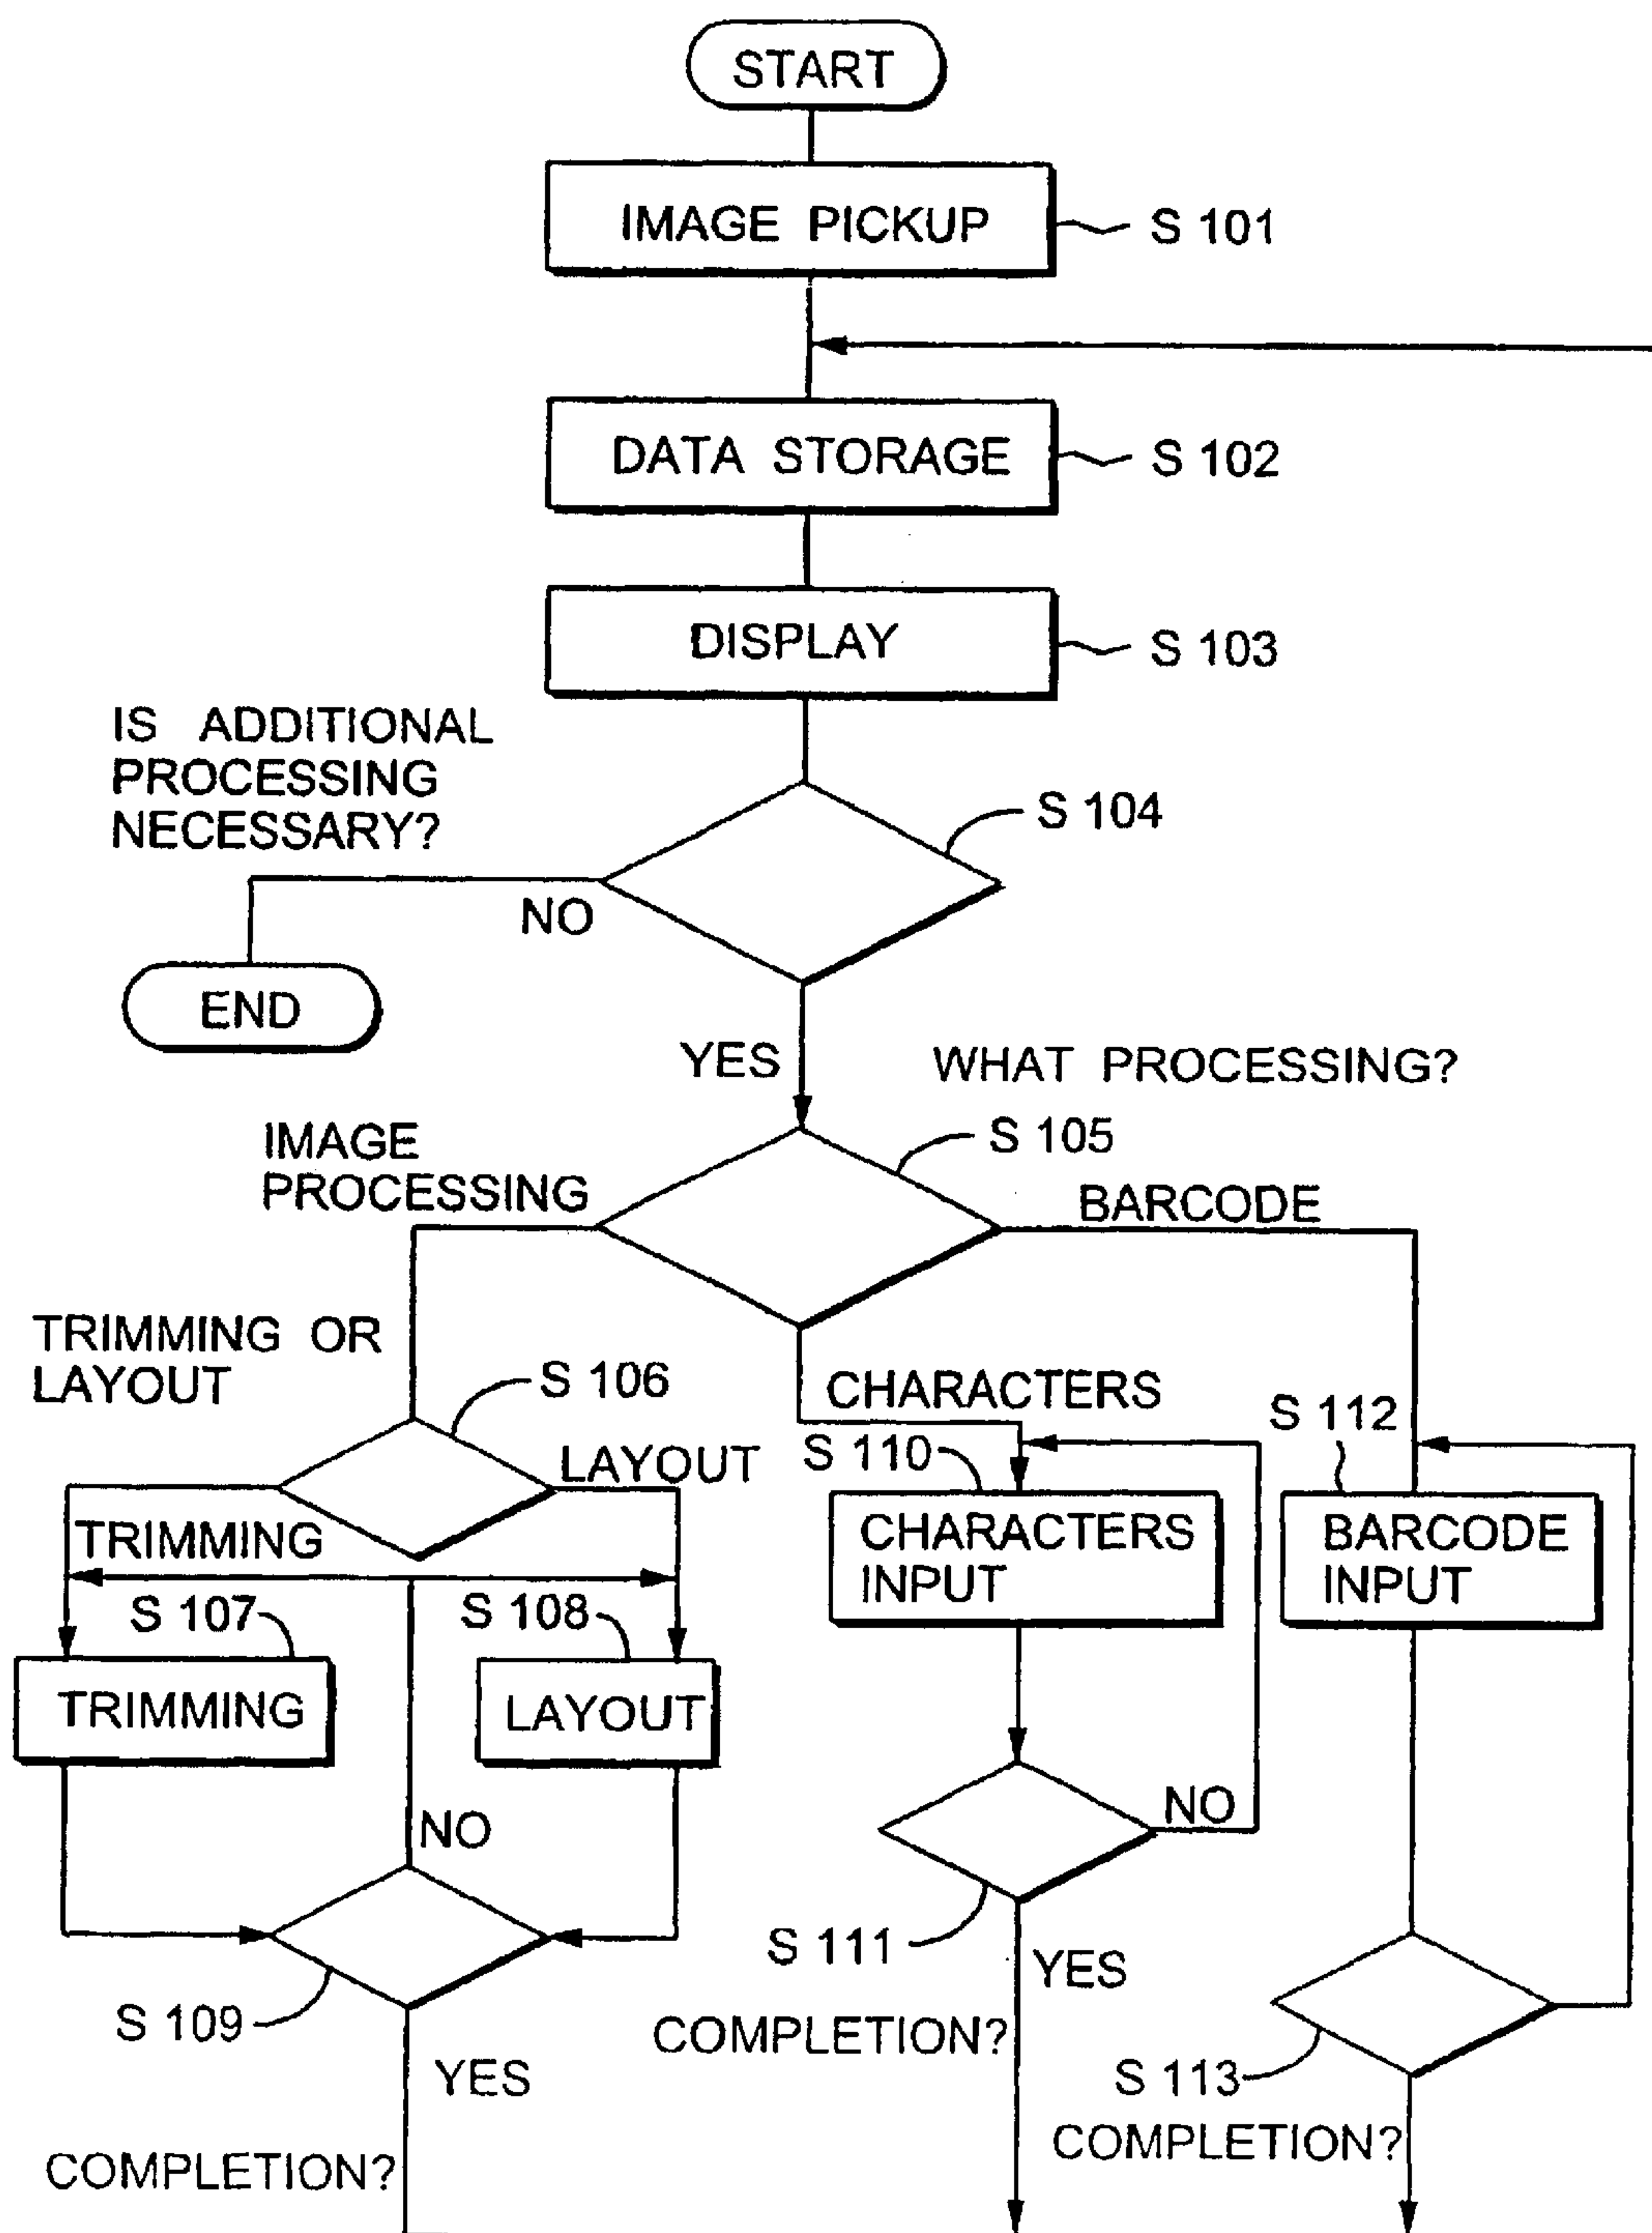 START
IMAGE PICKUP
S 101
DATA STORAGE
S 102
DISPLAY
S 103
IS ADDITIONAL
PROCESSING
NECESSARY?
S 104
NO
END
YES
WHAT PROCESSING?
IMAGE
PROCESSING
S 105
BARCODE
TRIMMING OR
LAYOUT
S 106
CHARACTERS
S 112
LAYOUT
S 110
TRIMMING
CHARACTERS
INPUT
BARCODE
INPUT
S 107
S 108
TRIMMING
LAYOUT
NO
NO
S 111
YES
S 109
COMPLETION?
YES
S 113
COMPLETION?
COMPLETION?